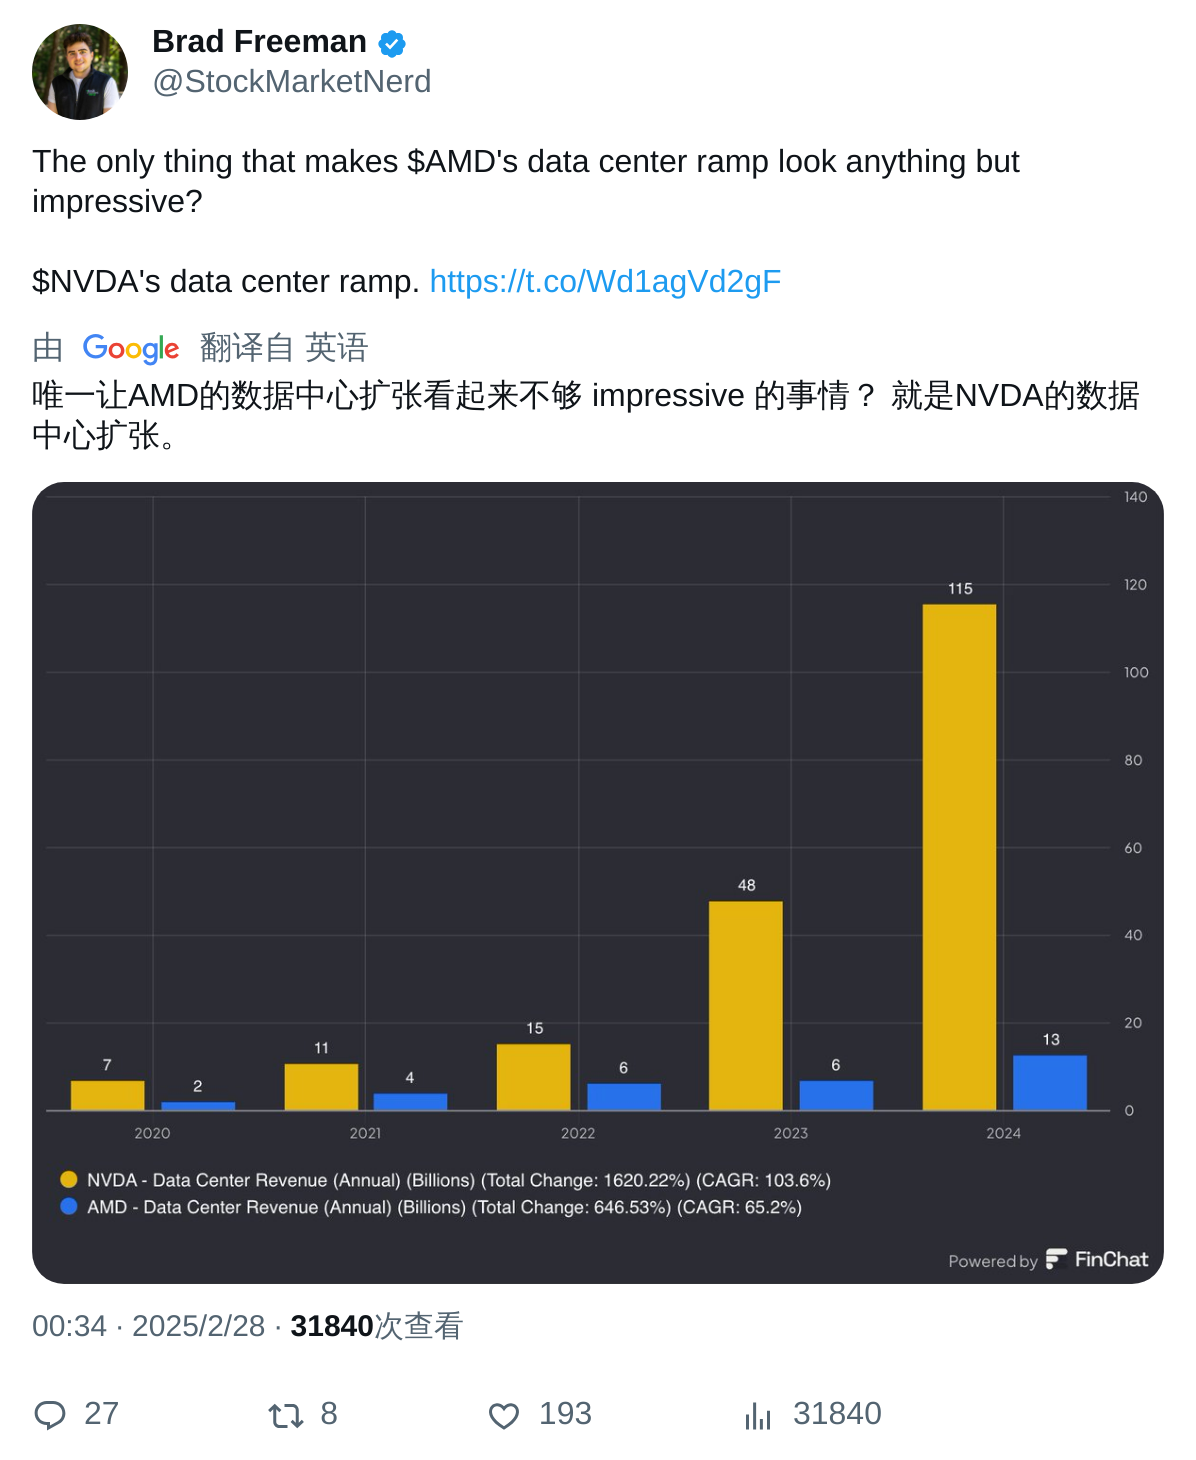 Brad Freeman
@StockMarketNerd
The only thing that makes $AMD's data center ramp look anything but
impressive?
$NVDA's data center ramp. https://t.co/Wd1agVd2gF
由 Google 翻译自 英语
唯一让AMD的数据中心扩张看起来不够 impressive 的事情？ 就是NVDA的数据
中心扩张。
140
120
100
80
60
40
20
0
7
2
11
4
15
6
48
6
115
13
2020
2021
2022
2023
2024
NVDA - Data Center Revenue (Annual) (Billions) (Total Change: 1620.22%) (CAGR: 103.6%)
AMD - Data Center Revenue (Annual) (Billions) (Total Change: 646.53%) (CAGR: 65.2%)
Powered by FinChat
00:34 · 2025/2/28 · 31840次查看
27 8 193 31840